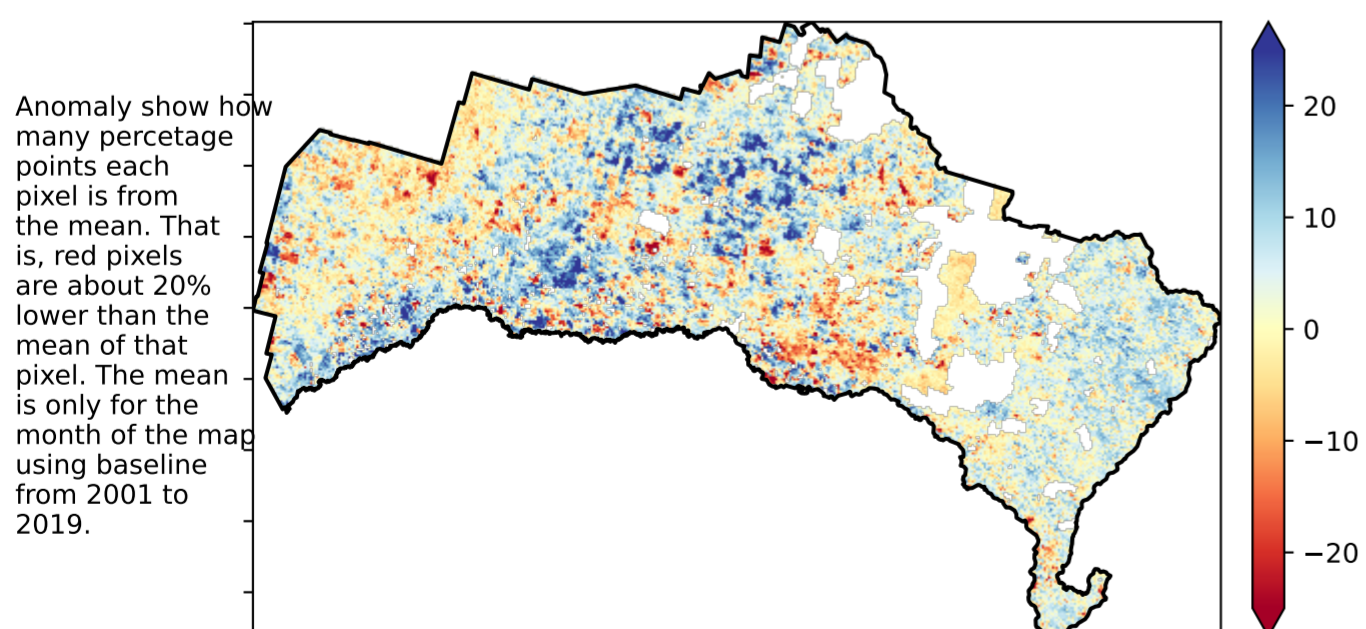 Anomaly show how
many percetage
points each
pixel is from
the mean. That
is, red pixels
are about 20%
lower than the
mean of that
pixel. The mean
is only for the
month of the map
using baseline
from 2001 to
2019.
20
10
0
−10
−20